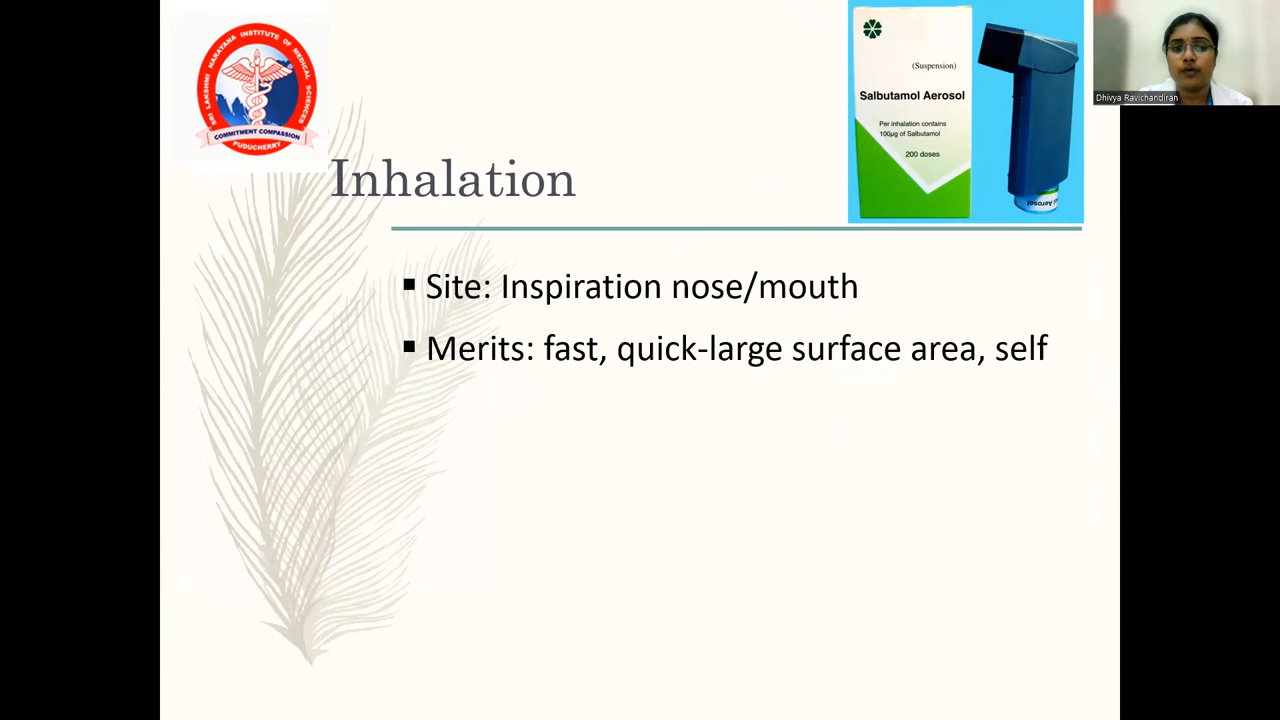 SRI LAKSHMI NARAYANA INSTITUTE OF MEDICAL SCIENCES
COMMITMENT COMPASSION
PUDUCHERRY
(Suspension)
Salbutamol Aerosol
Per inhalation contains
100µg of Salbutamol
200 doses
Aerosol
Dhivya Ravichandiran
Inhalation
▪ Site: Inspiration nose/mouth
▪ Merits: fast, quick-large surface area, self